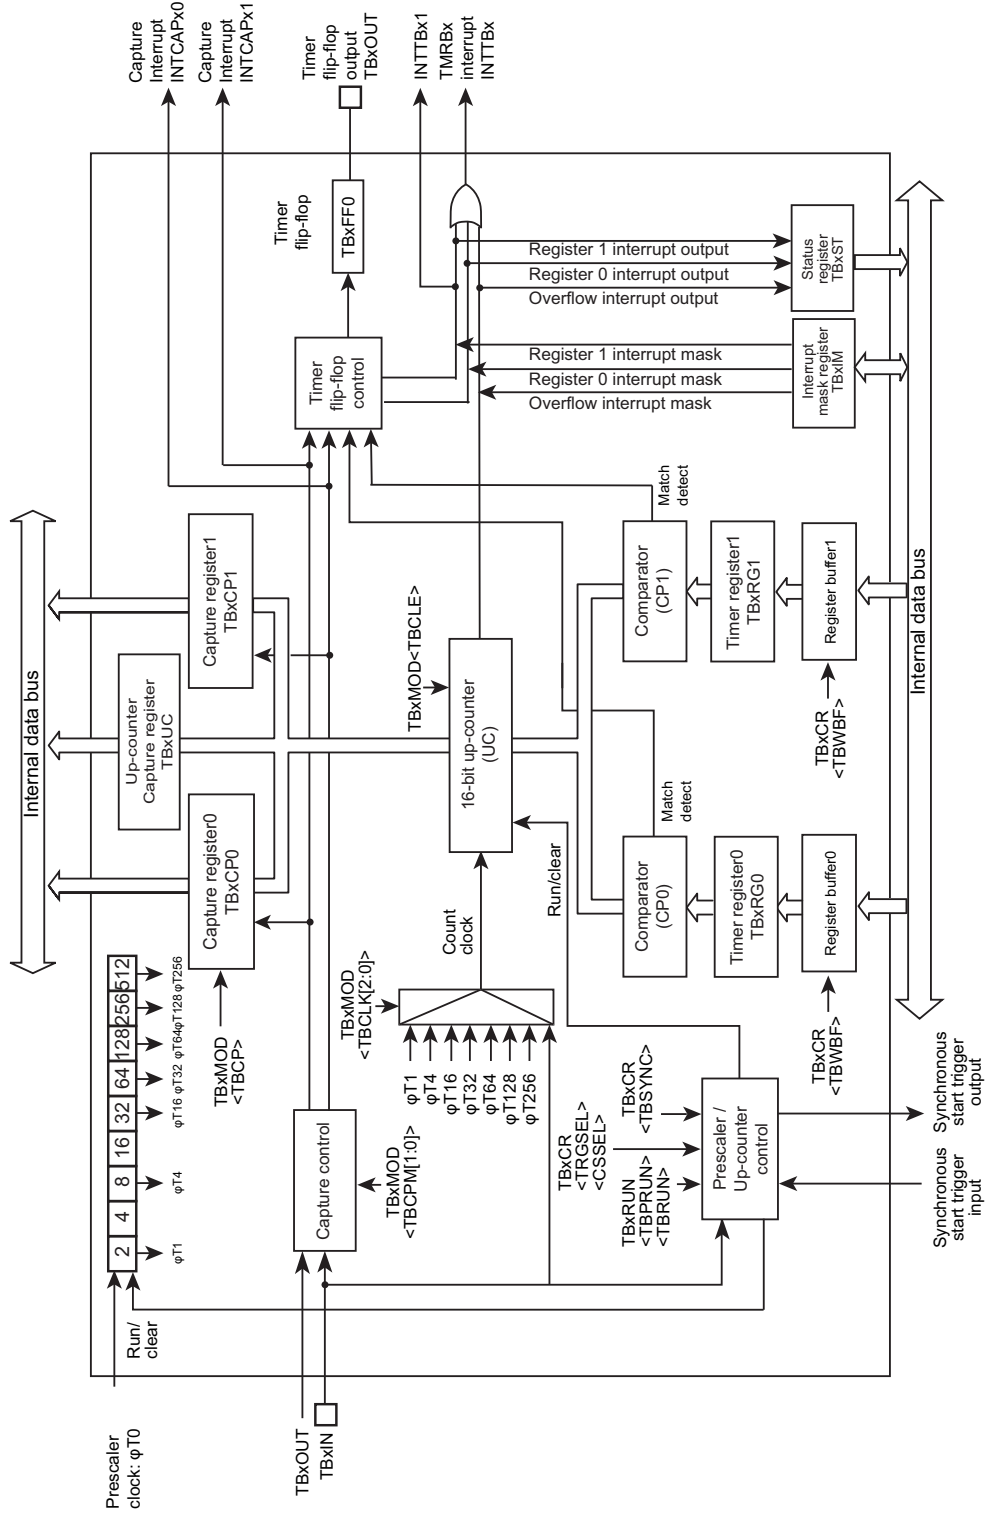 Prescaler
clock: φT0
Run/
clear
2
4
8
16
32
64
128
256
512
φT1
φT4
φT16
φT32
φT64
φT128
φT256
Internal data bus
Up-counter
Capture register
TBxUC
Capture register0
TBxCP0
Capture register1
TBxCP1
TBxMOD
<TBCP>
Capture
Interrupt
INTCAPx0
Capture
Interrupt
INTCAPx1
TBxOUT
TBxIN
Capture control
TBxMOD
<TBCPM[1:0]>
TBxMOD
<TBCLK[2:0]>
φT1
φT4
φT16
φT32
φT64
φT128
φT256
Count
clock
16-bit up-counter
(UC)
TBxMOD<TBCLE>
Run/clear
Timer
flip-flop
control
Timer
flip-flop
TBxFF0
Timer
flip-flop
output
TBxOUT
INTTBx1
TMRBx
interrupt
INTTBx
Register 1 interrupt output
Register 0 interrupt output
Overflow interrupt output
Register 1 interrupt mask
Register 0 interrupt mask
Overflow interrupt mask
Status
register
TBxST
Interrupt
mask register
TBxIM
TBxRUN
<TBPRUN>
<TBRUN>
TBxCR
<TRGSEL>
<CSSEL>
TBxCR
<TBSYNC>
Prescaler /
Up-counter
control
Match
detect
Comparator
(CP0)
Timer register0
TBxRG0
Register buffer0
TBxCR
<TBWBF>
Match
detect
Comparator
(CP1)
Timer register1
TBxRG1
Register buffer1
TBxCR
<TBWBF>
Internal data bus
Synchronous
start trigger
input
Synchronous
start trigger
output